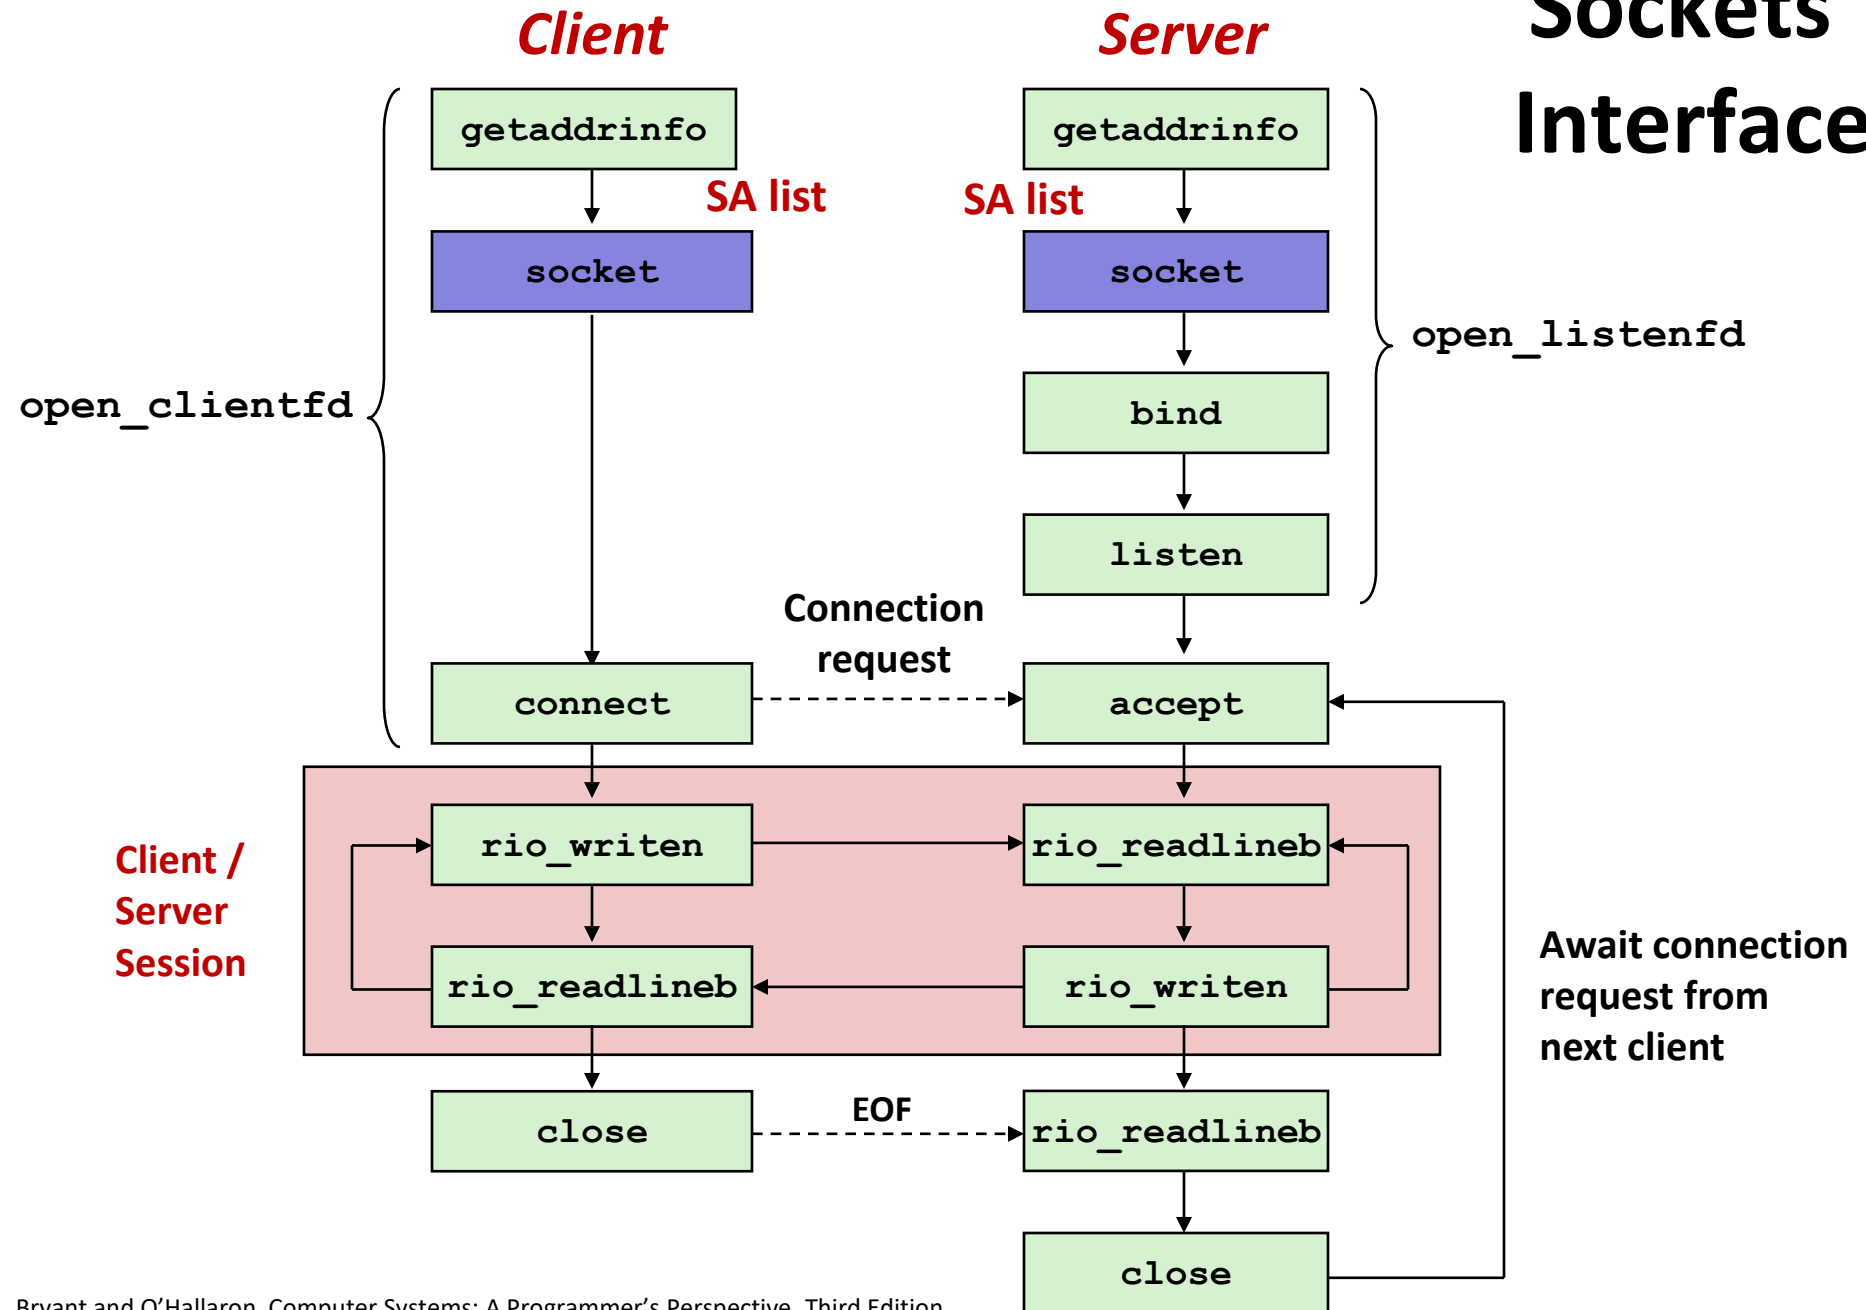 Sockets
Interface
Client
Server
getaddrinfo
getaddrinfo
SA list
SA list
socket
socket
open_listenfd
open_clientfd
bind
listen
Connection
request
connect
accept
Client /
Server
Session
rio_writen
rio_readlineb
rio_readlineb
rio_writen
Await connection
request from
next client
close
EOF
rio_readlineb
close
Bryant and O'Hallaron, Computer Systems: A Programmer's Perspective, Third Edition